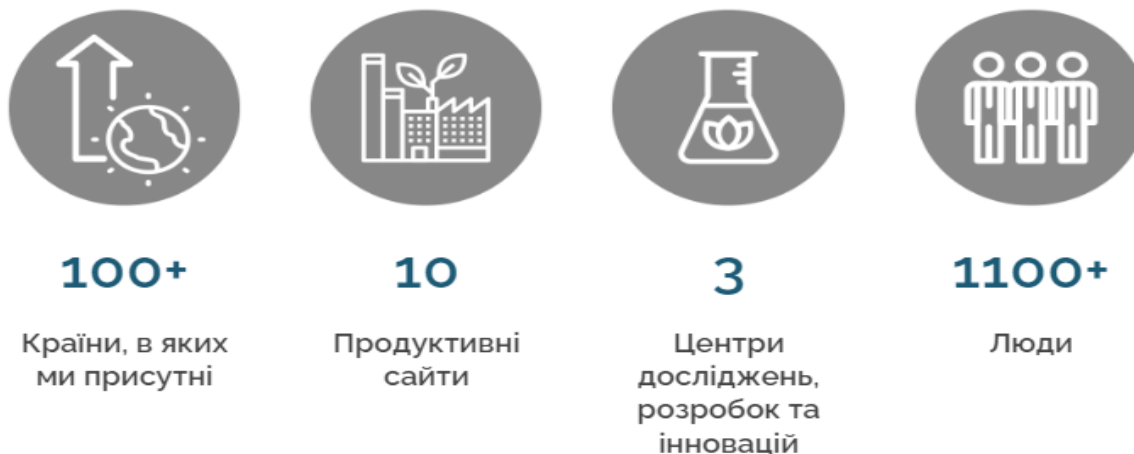 100+
Країни, в яких
ми присутні
10
Продуктивні
сайти
3
Центри
досліджень,
розробок та
інновацій
1100+
Люди